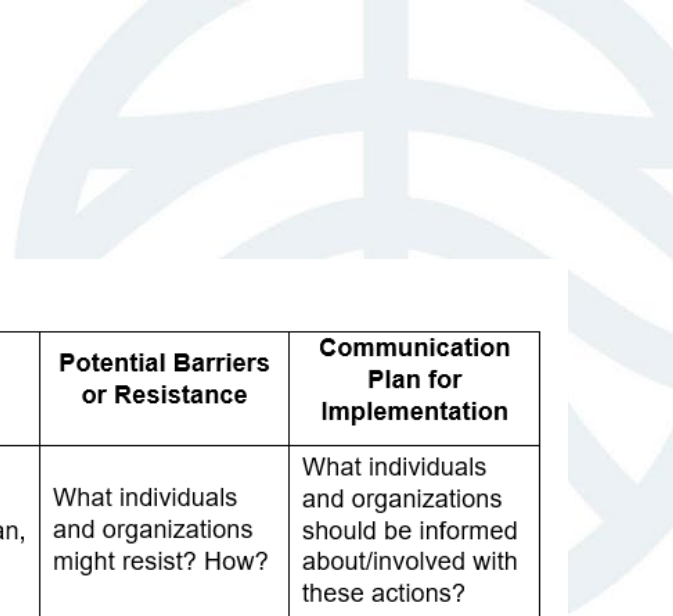 Potential Barriers
or Resistance
Communication
Plan for
Implementation
an,
What individuals
and organizations
might resist? How?
What individuals
and organizations
should be informed
about/involved with
these actions?